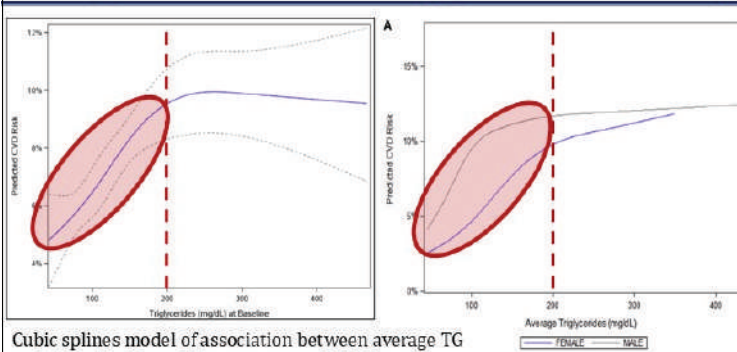 12%
10%
8%
6%
4%
Predicted CVD Risk
100
200
300
400
Triglycerides (mg/dL) at Baseline
A
15%
10%
5%
0%
Predicted CVD Risk
100
200
300
400
Average Triglycerides (mg/dL)
FEMALE
MALE
Cubic splines model of association between average TG